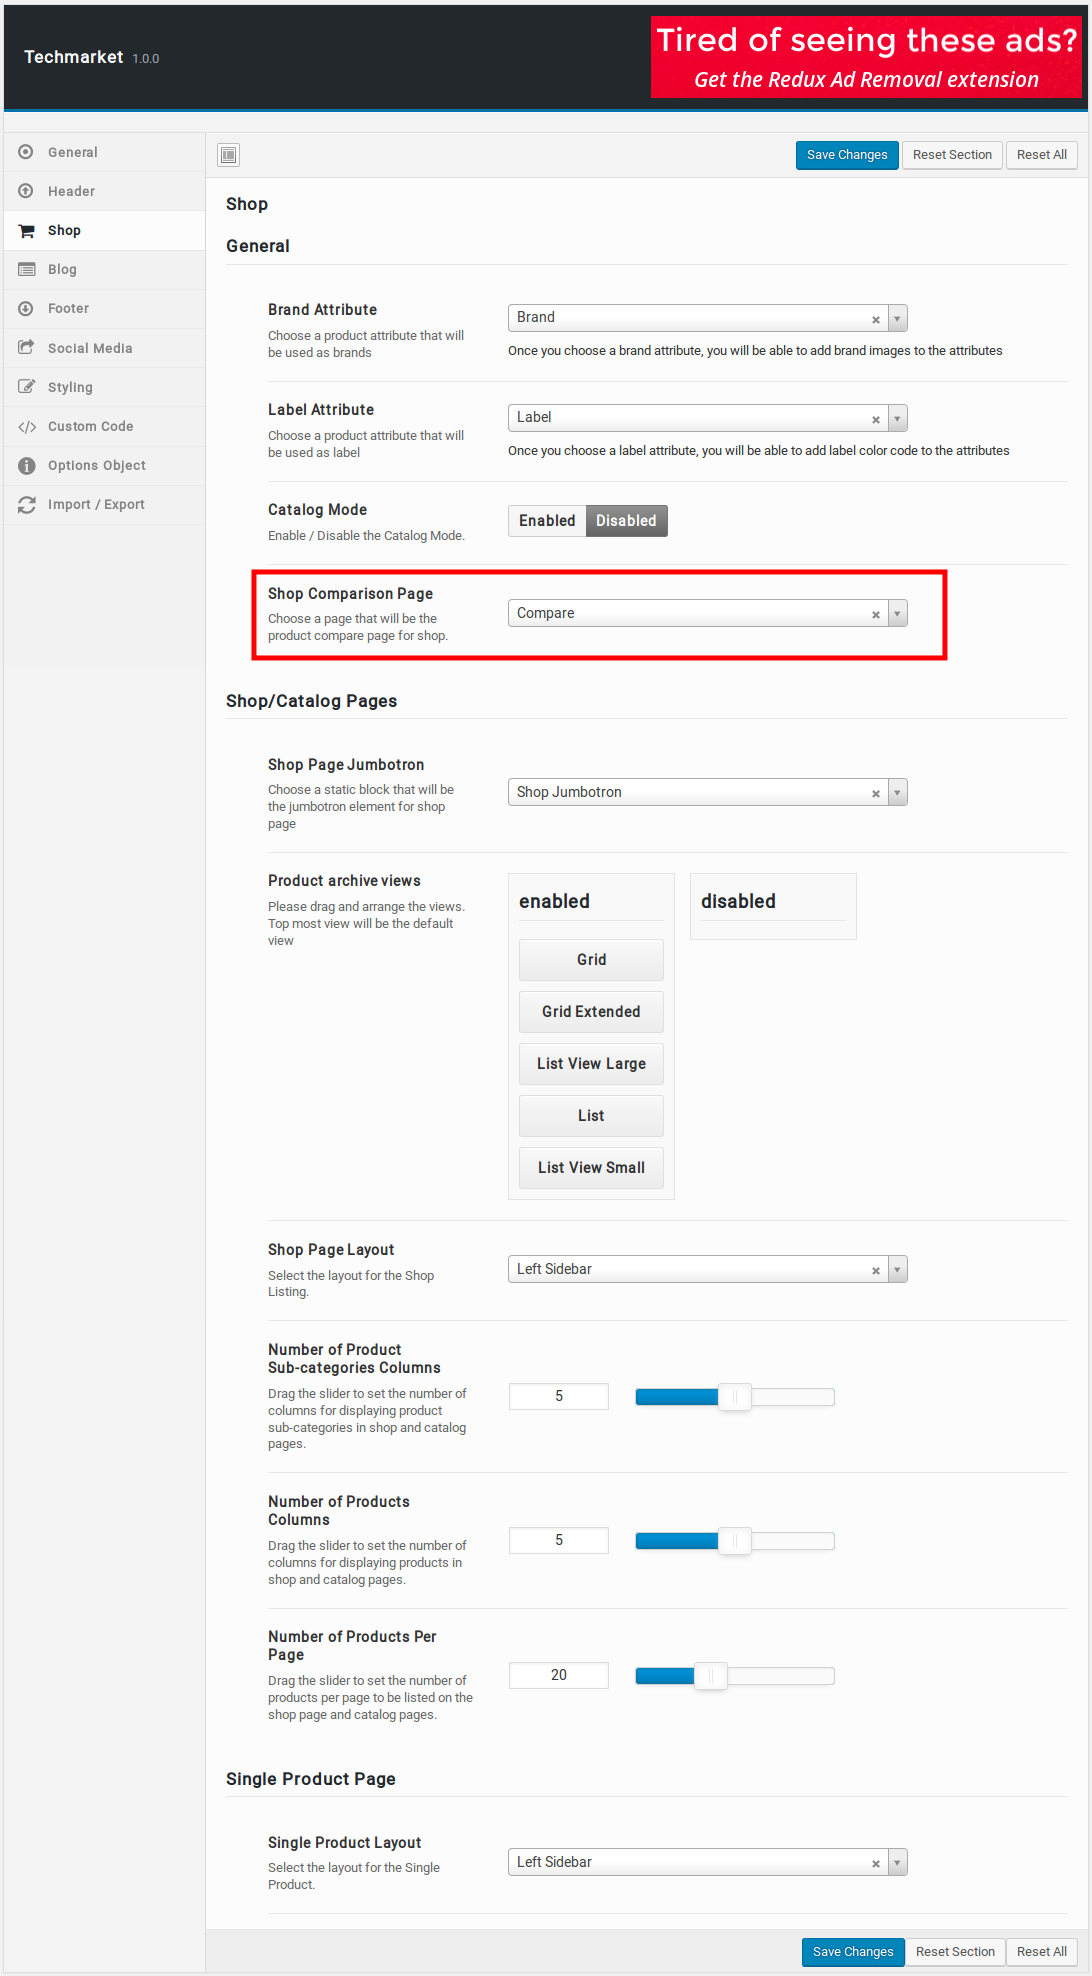 Techmarket 1.0.0
Tired of seeing these ads?
Get the Redux Ad Removal extension
General
Header
Shop
Blog
Footer
Social Media
Styling
Custom Code
Options Object
Import / Export
Save Changes
Reset Section
Reset All
Shop
General
Brand Attribute
Choose a product attribute that will
be used as brands
Brand
Once you choose a brand attribute, you will be able to add brand images to the attributes
Label Attribute
Choose a product attribute that will
be used as label
Label
Once you choose a label attribute, you will be able to add label color code to the attributes
Catalog Mode
Enable / Disable the Catalog Mode.
Enabled Disabled
Shop Comparison Page
Choose a page that will be the
product compare page for shop.
Compare
Shop/Catalog Pages
Shop Page Jumbotron
Choose a static block that will be
the jumbotron element for shop
page
Shop Jumbotron
Product archive views
Please drag and arrange the views.
Top most view will be the default
view
enabled
Grid
Grid Extended
List View Large
List
List View Small
disabled
Shop Page Layout
Select the layout for the Shop
Listing.
Left Sidebar
Number of Product
Sub-categories Columns
Drag the slider to set the number of
columns for displaying product
sub-categories in shop and catalog
pages.
5
Number of Products
Columns
Drag the slider to set the number of
columns for displaying products in
shop and catalog pages.
5
Number of Products Per
Page
Drag the slider to set the number of
products per page to be listed on the
shop page and catalog pages.
20
Single Product Page
Single Product Layout
Select the layout for the Single
Product.
Left Sidebar
Save Changes
Reset Section
Reset All